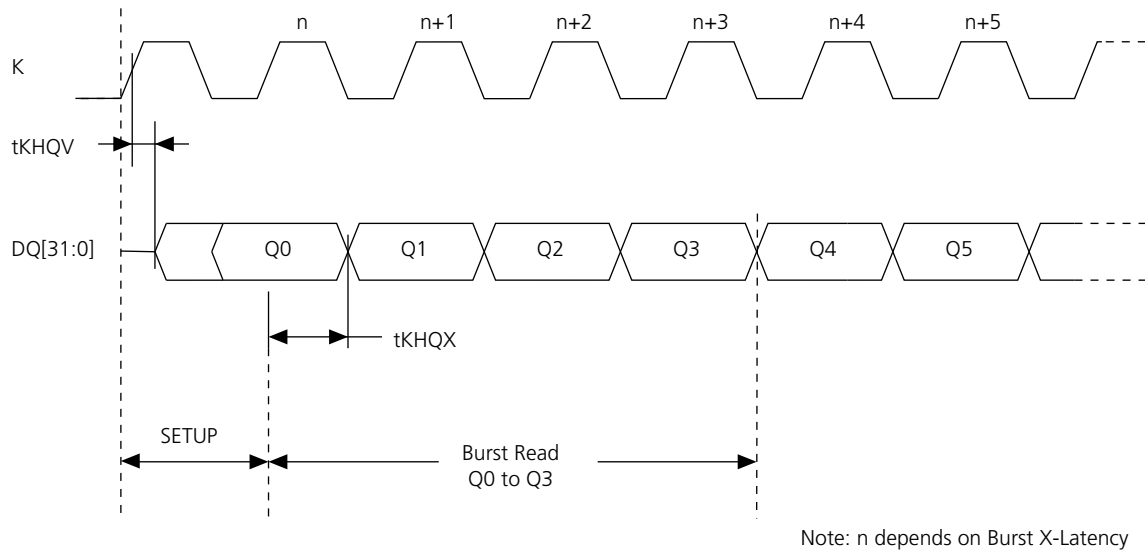 n n+1 n+2 n+3 n+4 n+5
K
tKHQV
DQ[31:0] Q0 Q1 Q2 Q3 Q4 Q5
tKHQX
SETUP
Burst Read
Q0 to Q3
Note: n depends on Burst X-Latency